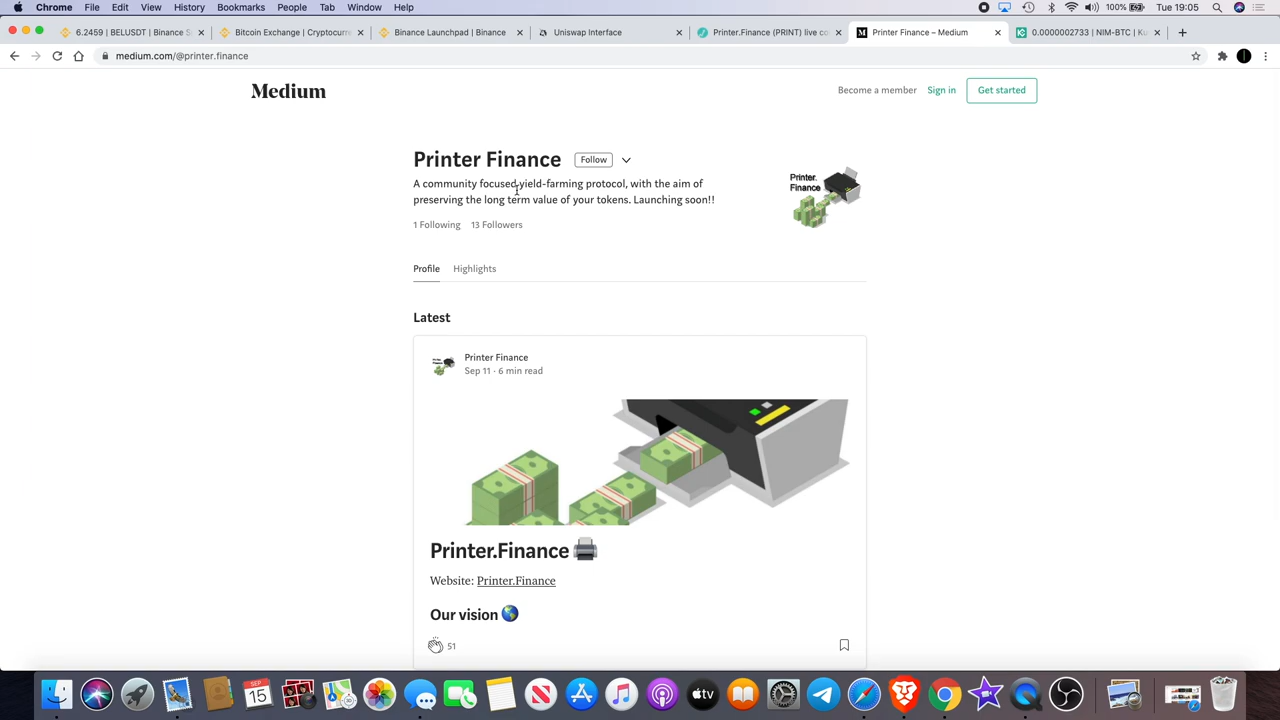 Chrome File Edit View History Bookmarks People Tab Window Help 100% Tue 19:05
6.2459 | BELUSDT | Binance S
Bitcoin Exchange | Cryptocurr
Binance Launchpad | Binance
Uniswap Interface
Printer.Finance (PRINT) live co
Printer Finance – Medium
0.0000002733 | NIM-BTC | Ku
medium.com/@printer.finance
Medium
Become a member Sign in Get started
Printer Finance Follow
A community focused yield-farming protocol, with the aim of
preserving the long term value of your tokens. Launching soon!!
1 Following 13 Followers
Printer.
Finance
Profile Highlights
Latest
Printer Finance
Sep 11 · 6 min read
Printer.Finance 🖨
Website: Printer.Finance
Our vision 🌎
51
SEP
15
tv